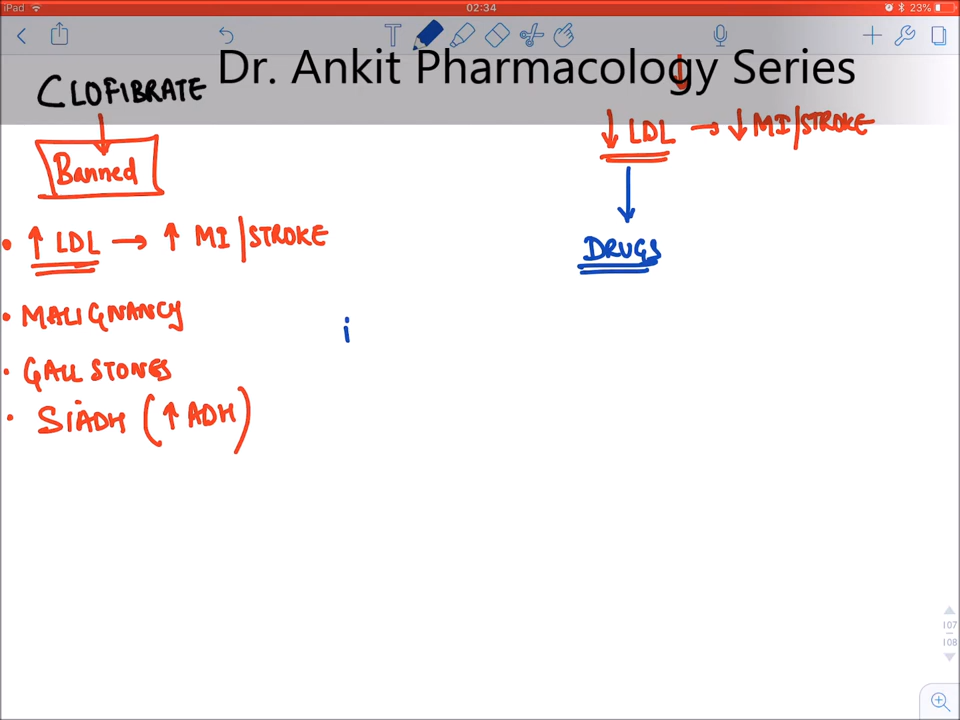 iPad
02:34
23%
T
Dr. Ankit Pharmacology Series
CLOFIBRATE
Banned
• ↑ LDL → ↑ MI/STROKE
• MALIGNANCY
• GALL STONES
• SiADH (↑ ADH)
↓ LDL → ↓ MI/STROKE
DRUGS
i
107
108